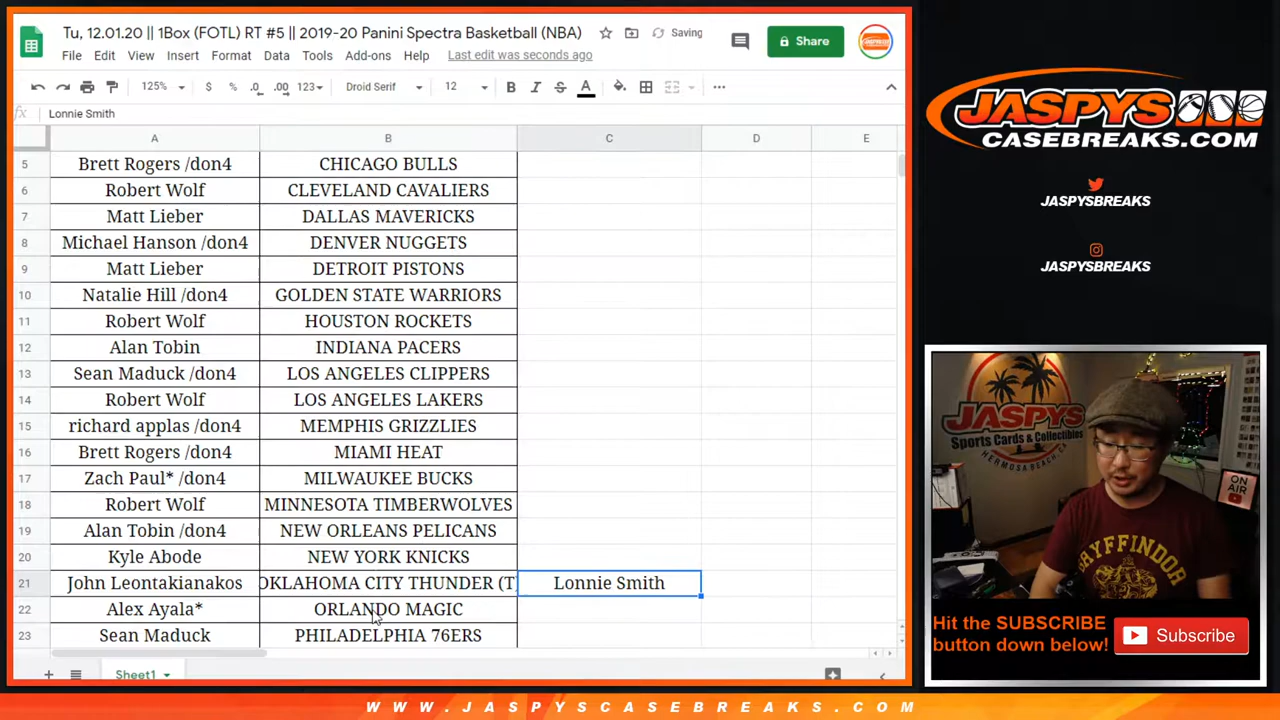 Tu, 12.01.20 || 1Box (FOTL) RT #5 || 2019-20 Panini Spectra Basketball (NBA)
Saving
File Edit View Insert Format Data Tools Add-ons Help Last edit was seconds ago
Share
125% $ % .0 .00 123 Droid Serif 12 B I S A
fx Lonnie Smith
A B C D E
5 Brett Rogers /don4 CHICAGO BULLS
6 Robert Wolf CLEVELAND CAVALIERS
7 Matt Lieber DALLAS MAVERICKS
8 Michael Hanson /don4 DENVER NUGGETS
9 Matt Lieber DETROIT PISTONS
10 Natalie Hill /don4 GOLDEN STATE WARRIORS
11 Robert Wolf HOUSTON ROCKETS
12 Alan Tobin INDIANA PACERS
13 Sean Maduck /don4 LOS ANGELES CLIPPERS
14 Robert Wolf LOS ANGELES LAKERS
15 richard applas /don4 MEMPHIS GRIZZLIES
16 Brett Rogers /don4 MIAMI HEAT
17 Zach Paul* /don4 MILWAUKEE BUCKS
18 Robert Wolf MINNESOTA TIMBERWOLVES
19 Alan Tobin /don4 NEW ORLEANS PELICANS
20 Kyle Abode NEW YORK KNICKS
21 John Leontakianakos OKLAHOMA CITY THUNDER (T Lonnie Smith
22 Alex Ayala* ORLANDO MAGIC
23 Sean Maduck PHILADELPHIA 76ERS
Sheet1
JASPYS
CASEBREAKS.COM
JASPYSBREAKS
JASPYSBREAKS
JASPYS
Sports Cards & Collectibles
HERMOSA BEACH, CA
ON AIR
GRYFFINDOR
Hit the SUBSCRIBE
button down below!
Subscribe
WWW.JASPYSCASEBREAKS.COM